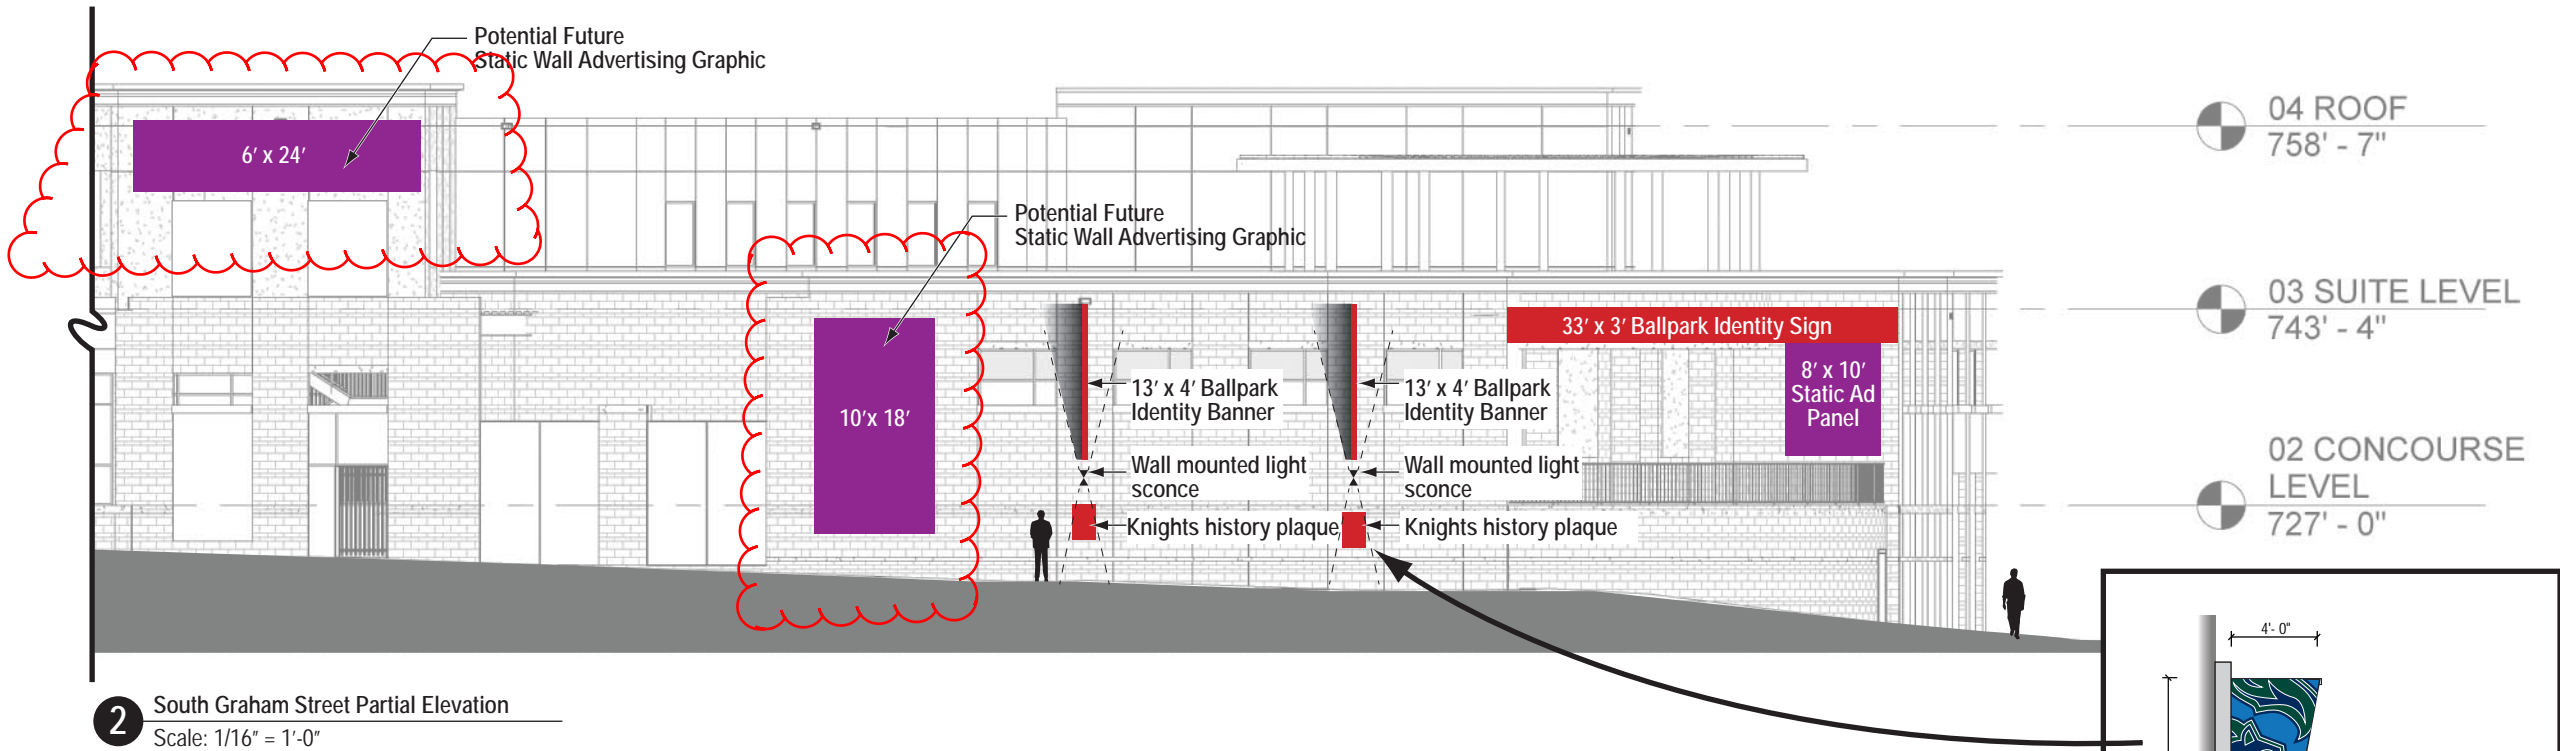 Potential Future
Static Wall Advertising Graphic
04 ROOF
758' - 7"
6′ x 24′
Potential Future
Static Wall Advertising Graphic
03 SUITE LEVEL
743' - 4"
33′ x 3′ Ballpark Identity Sign
8′ x 10′
Static Ad
Panel
13′ x 4′ Ballpark
Identity Banner
13′ x 4′ Ballpark
Identity Banner
10′x 18′
02 CONCOURSE
LEVEL
727' - 0"
Wall mounted light
sconce
Wall mounted light
sconce
Knights history plaque
Knights history plaque
4'- 0"
2
South Graham Street Partial Elevation
Scale: 1/16″ = 1′-0″